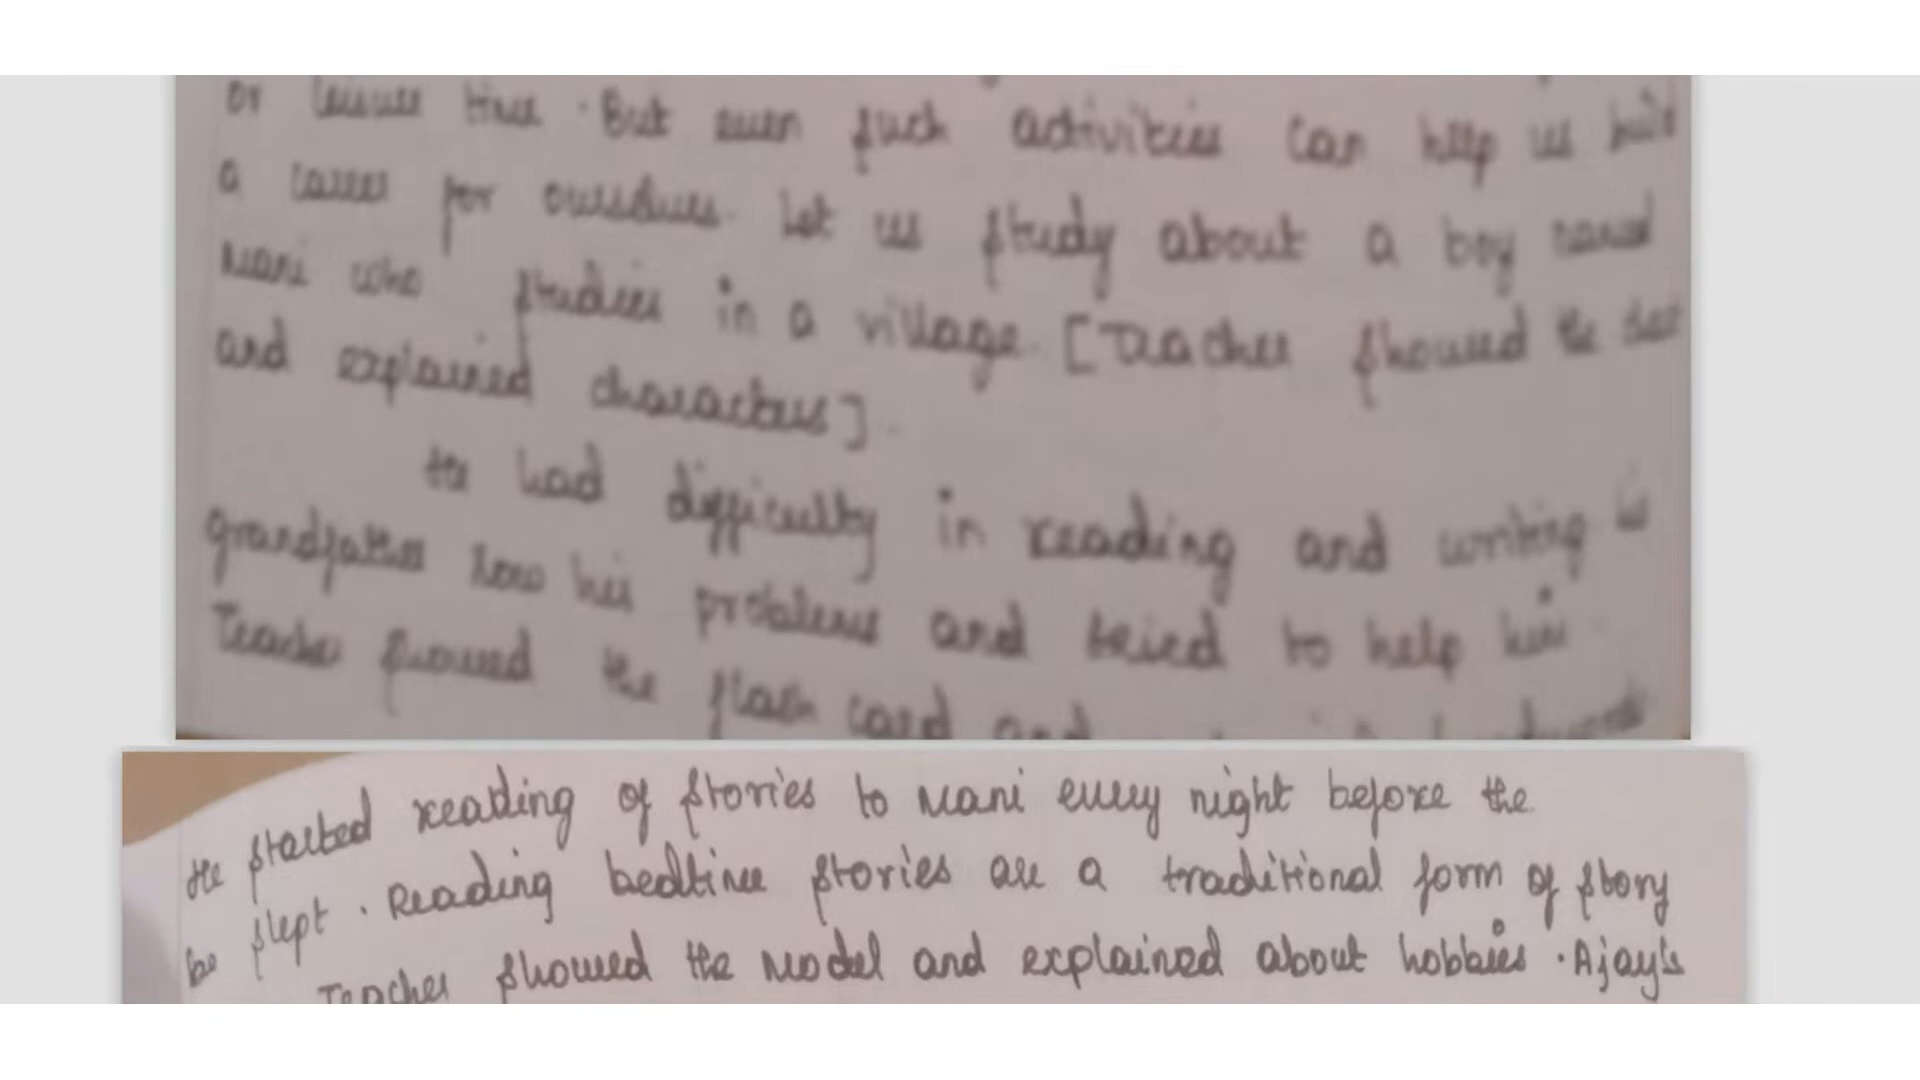 or leisure time. But even such activities can help us build
a career for ourselves. Let us study about a boy named
Mani who studies in a village. [Teacher showed the
and explained characters].
He had difficulty in reading and writing
grandfather how his problems and tried to help him
Teacher showed the flash card and
He started reading of stories to Mani every night before the
he slept. Reading bedtime stories are a traditional form of story
Teacher showed the model and explained about hobbies. Ajay's